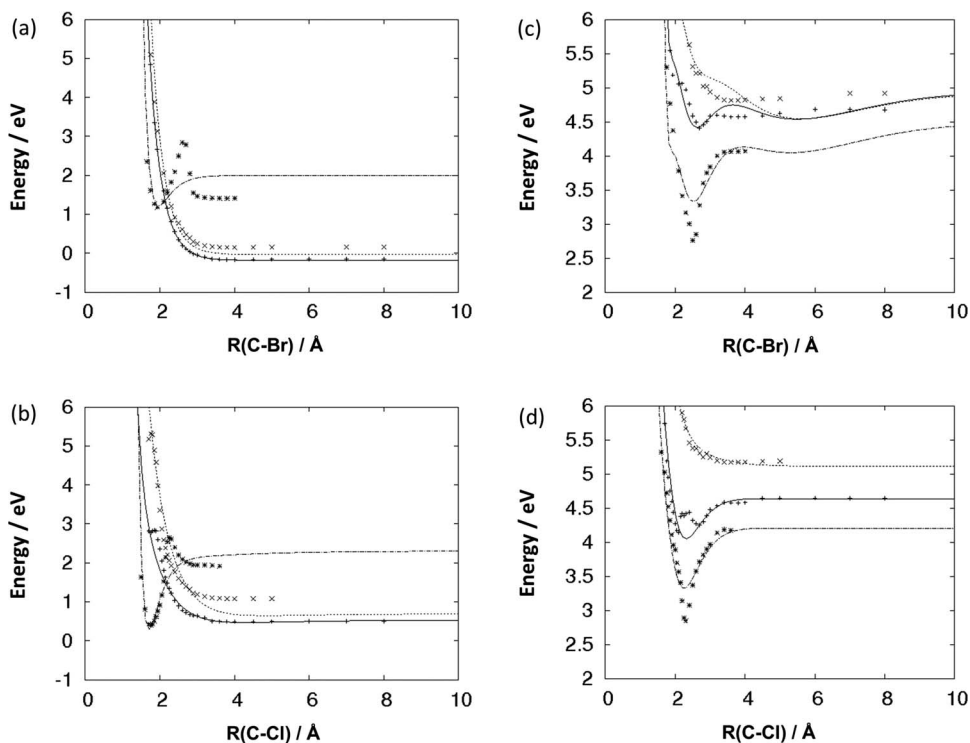 (a)
6
5
4
3
2
1
0
-1
Energy / eV
0 2 4 6 8 10
R(C-Br) / Å
(c)
6
5.5
5
4.5
4
3.5
3
2.5
2
Energy / eV
0 2 4 6 8 10
R(C-Br) / Å
(b)
6
5
4
3
2
1
0
-1
Energy / eV
0 2 4 6 8 10
R(C-Cl) / Å
(d)
6
5.5
5
4.5
4
3.5
3
2.5
2
Energy / eV
0 2 4 6 8 10
R(C-Cl) / Å